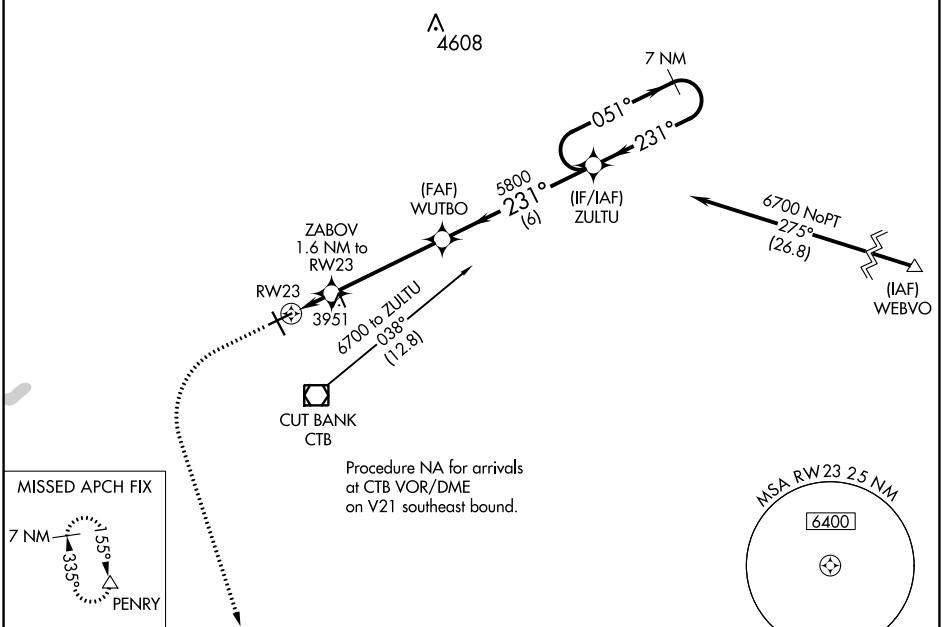 4608
7 NM
051°
231°
(IF/IAF)
ZULTU
5800
231°
(6)
(FAF)
WUTBO
ZABOV
1.6 NM to
RW23
RW23
3951
6700 NoPT
275°
(26.8)
(IAF)
WEBVO
6700 to ZULTU
038°
(12.8)
CUT BANK
CTB
Procedure NA for arrivals
at CTB VOR/DME
on V21 southeast bound.
MISSED APCH FIX
7 NM
155°
335°
PENRY
MSA RW23 25 NM
6400